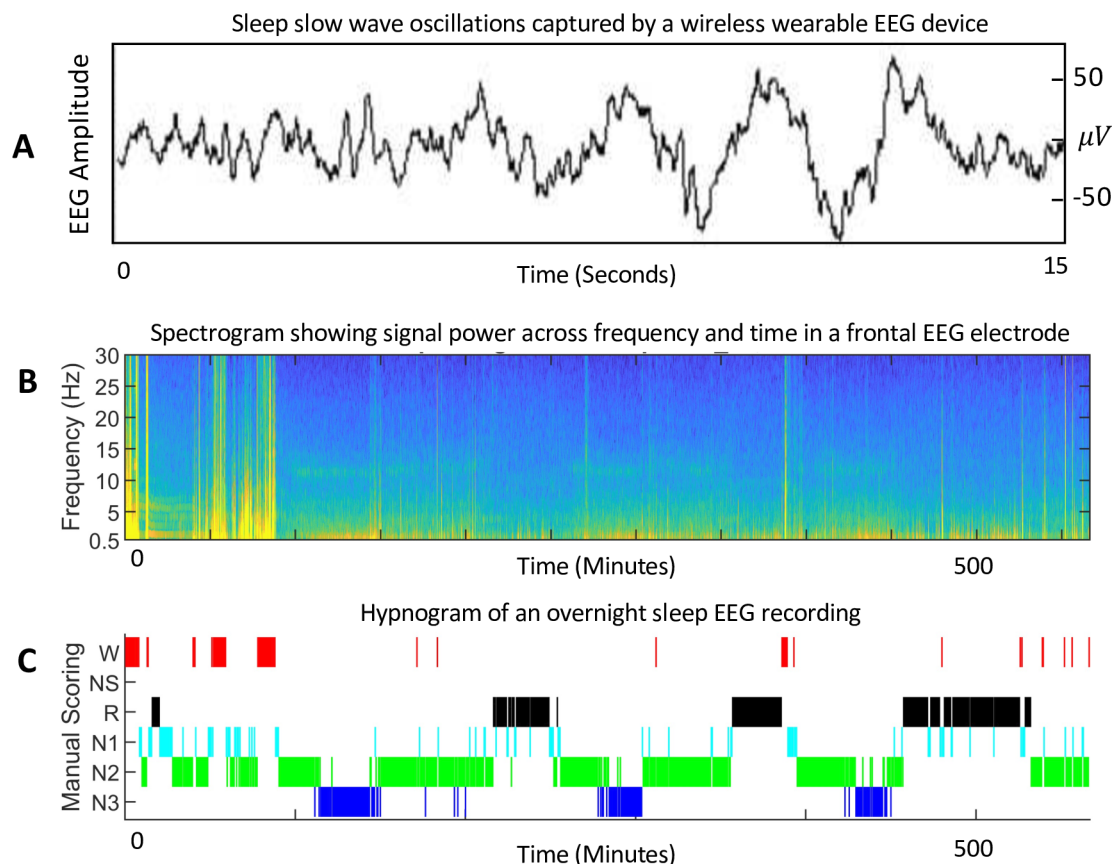 Sleep slow wave oscillations captured by a wireless wearable EEG device
A
EEG Amplitude
50
μV
-50
0
15
Time (Seconds)
Spectrogram showing signal power across frequency and time in a frontal EEG electrode
B
Frequency (Hz)
30
25
20
15
10
5
0.5
0
500
Time (Minutes)
Hypnogram of an overnight sleep EEG recording
C
Manual Scoring
W
NS
R
N1
N2
N3
0
500
Time (Minutes)